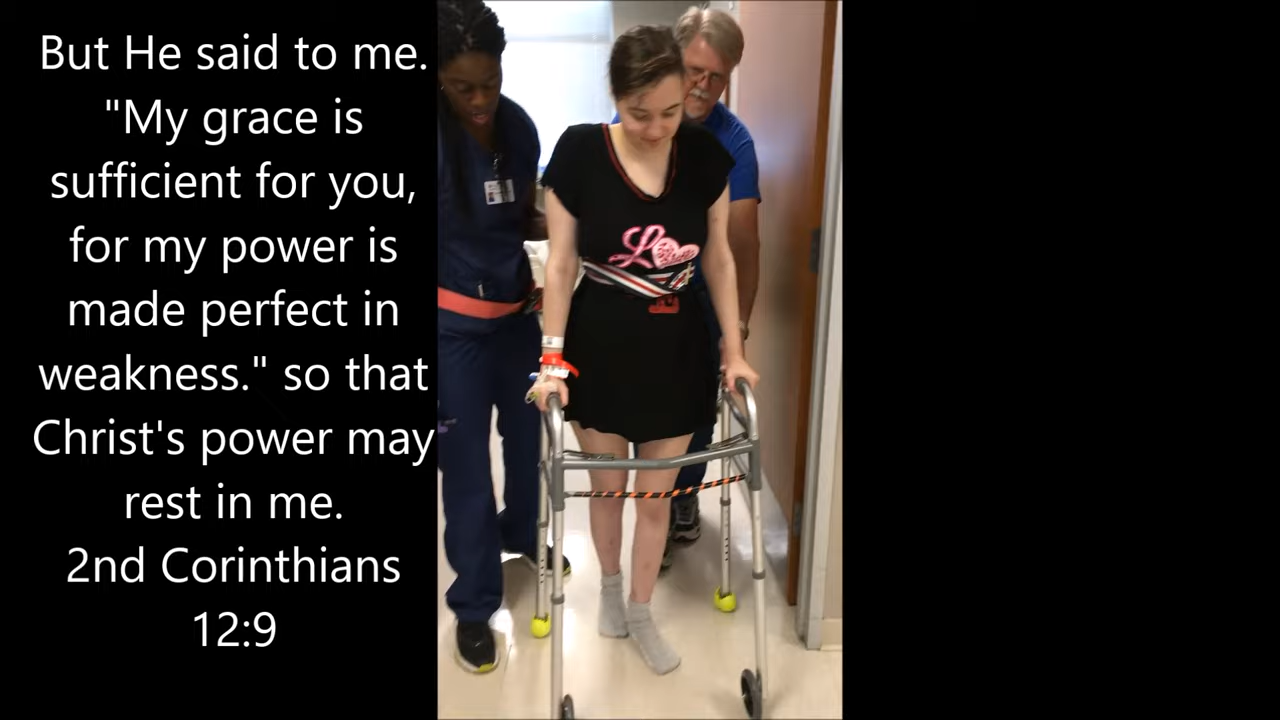 But He said to me.
"My grace is
sufficient for you,
for my power is
made perfect in
weakness." so that
Christ's power may
rest in me.
2nd Corinthians
12:9